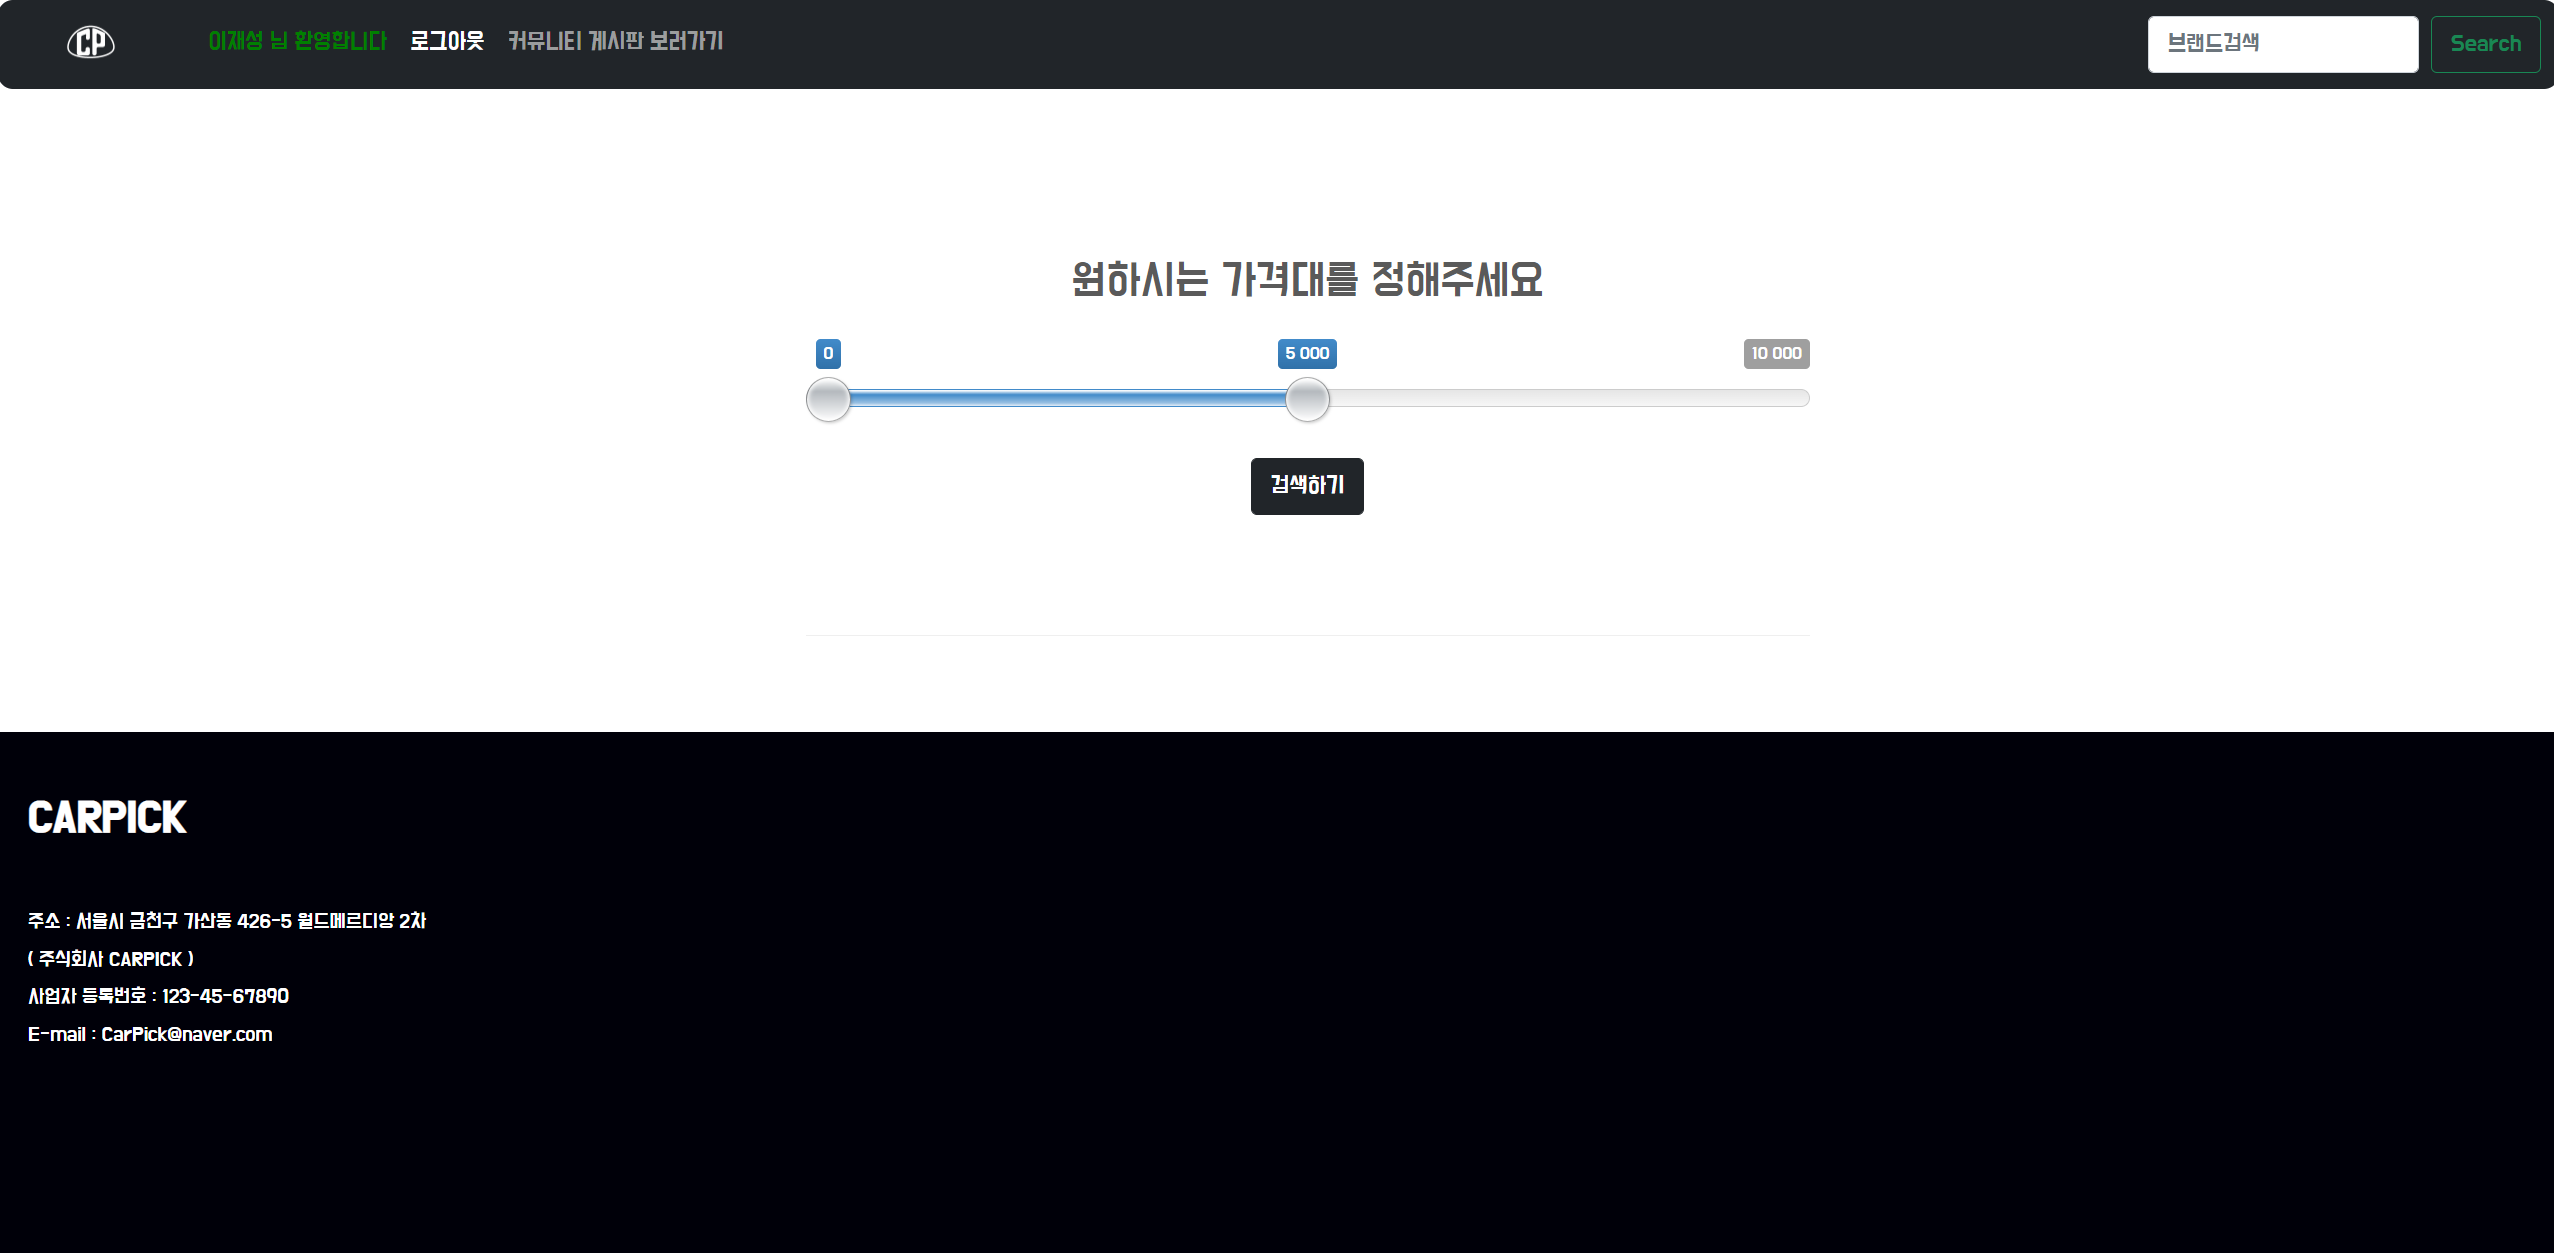 CP
이재성 님 환영합니다 로그아웃 커뮤니티 게시판 보러가기 브랜드검색 Search
원하시는 가격대를 정해주세요
0 5 000 10 000
검색하기
CARPICK
주소 : 서울시 금천구 가산동 426-5 월드메르디앙 2차
( 주식회사 CARPICK )
사업자 등록번호 : 123-45-67890
E-mail : CarPick@naver.com